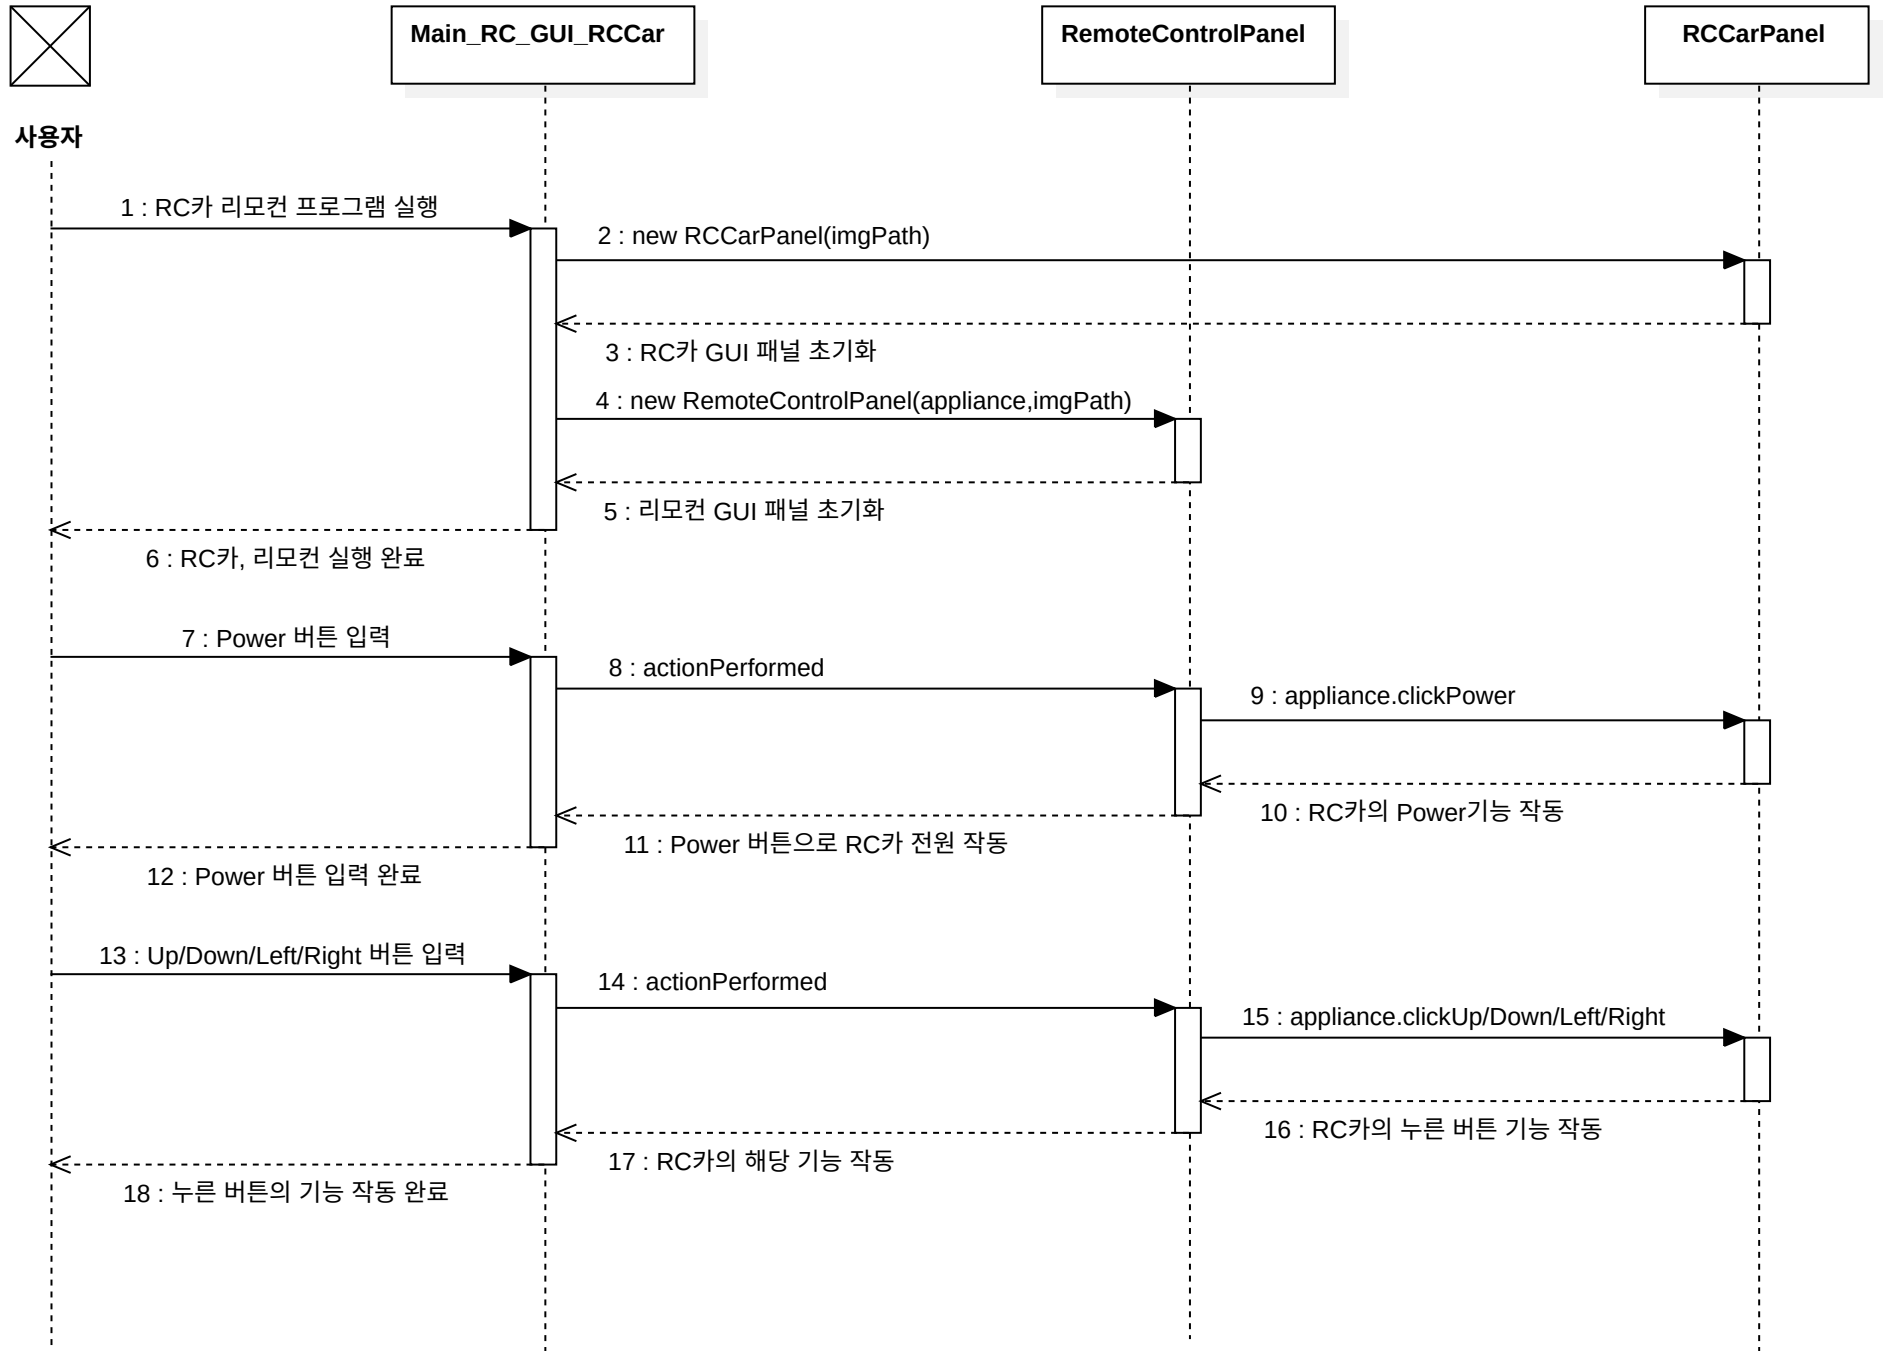 Main_RC_GUI_RCCar
RemoteControlPanel
RCCarPanel
사용자
1 : RC카 리모컨 프로그램 실행
2 : new RCCarPanel(imgPath)
3 : RC카 GUI 패널 초기화
4 : new RemoteControlPanel(appliance,imgPath)
5 : 리모컨 GUI 패널 초기화
6 : RC카, 리모컨 실행 완료
7 : Power 버튼 입력
8 : actionPerformed
9 : appliance.clickPower
10 : RC카의 Power기능 작동
11 : Power 버튼으로 RC카 전원 작동
12 : Power 버튼 입력 완료
13 : Up/Down/Left/Right 버튼 입력
14 : actionPerformed
15 : appliance.clickUp/Down/Left/Right
16 : RC카의 누른 버튼 기능 작동
17 : RC카의 해당 기능 작동
18 : 누른 버튼의 기능 작동 완료